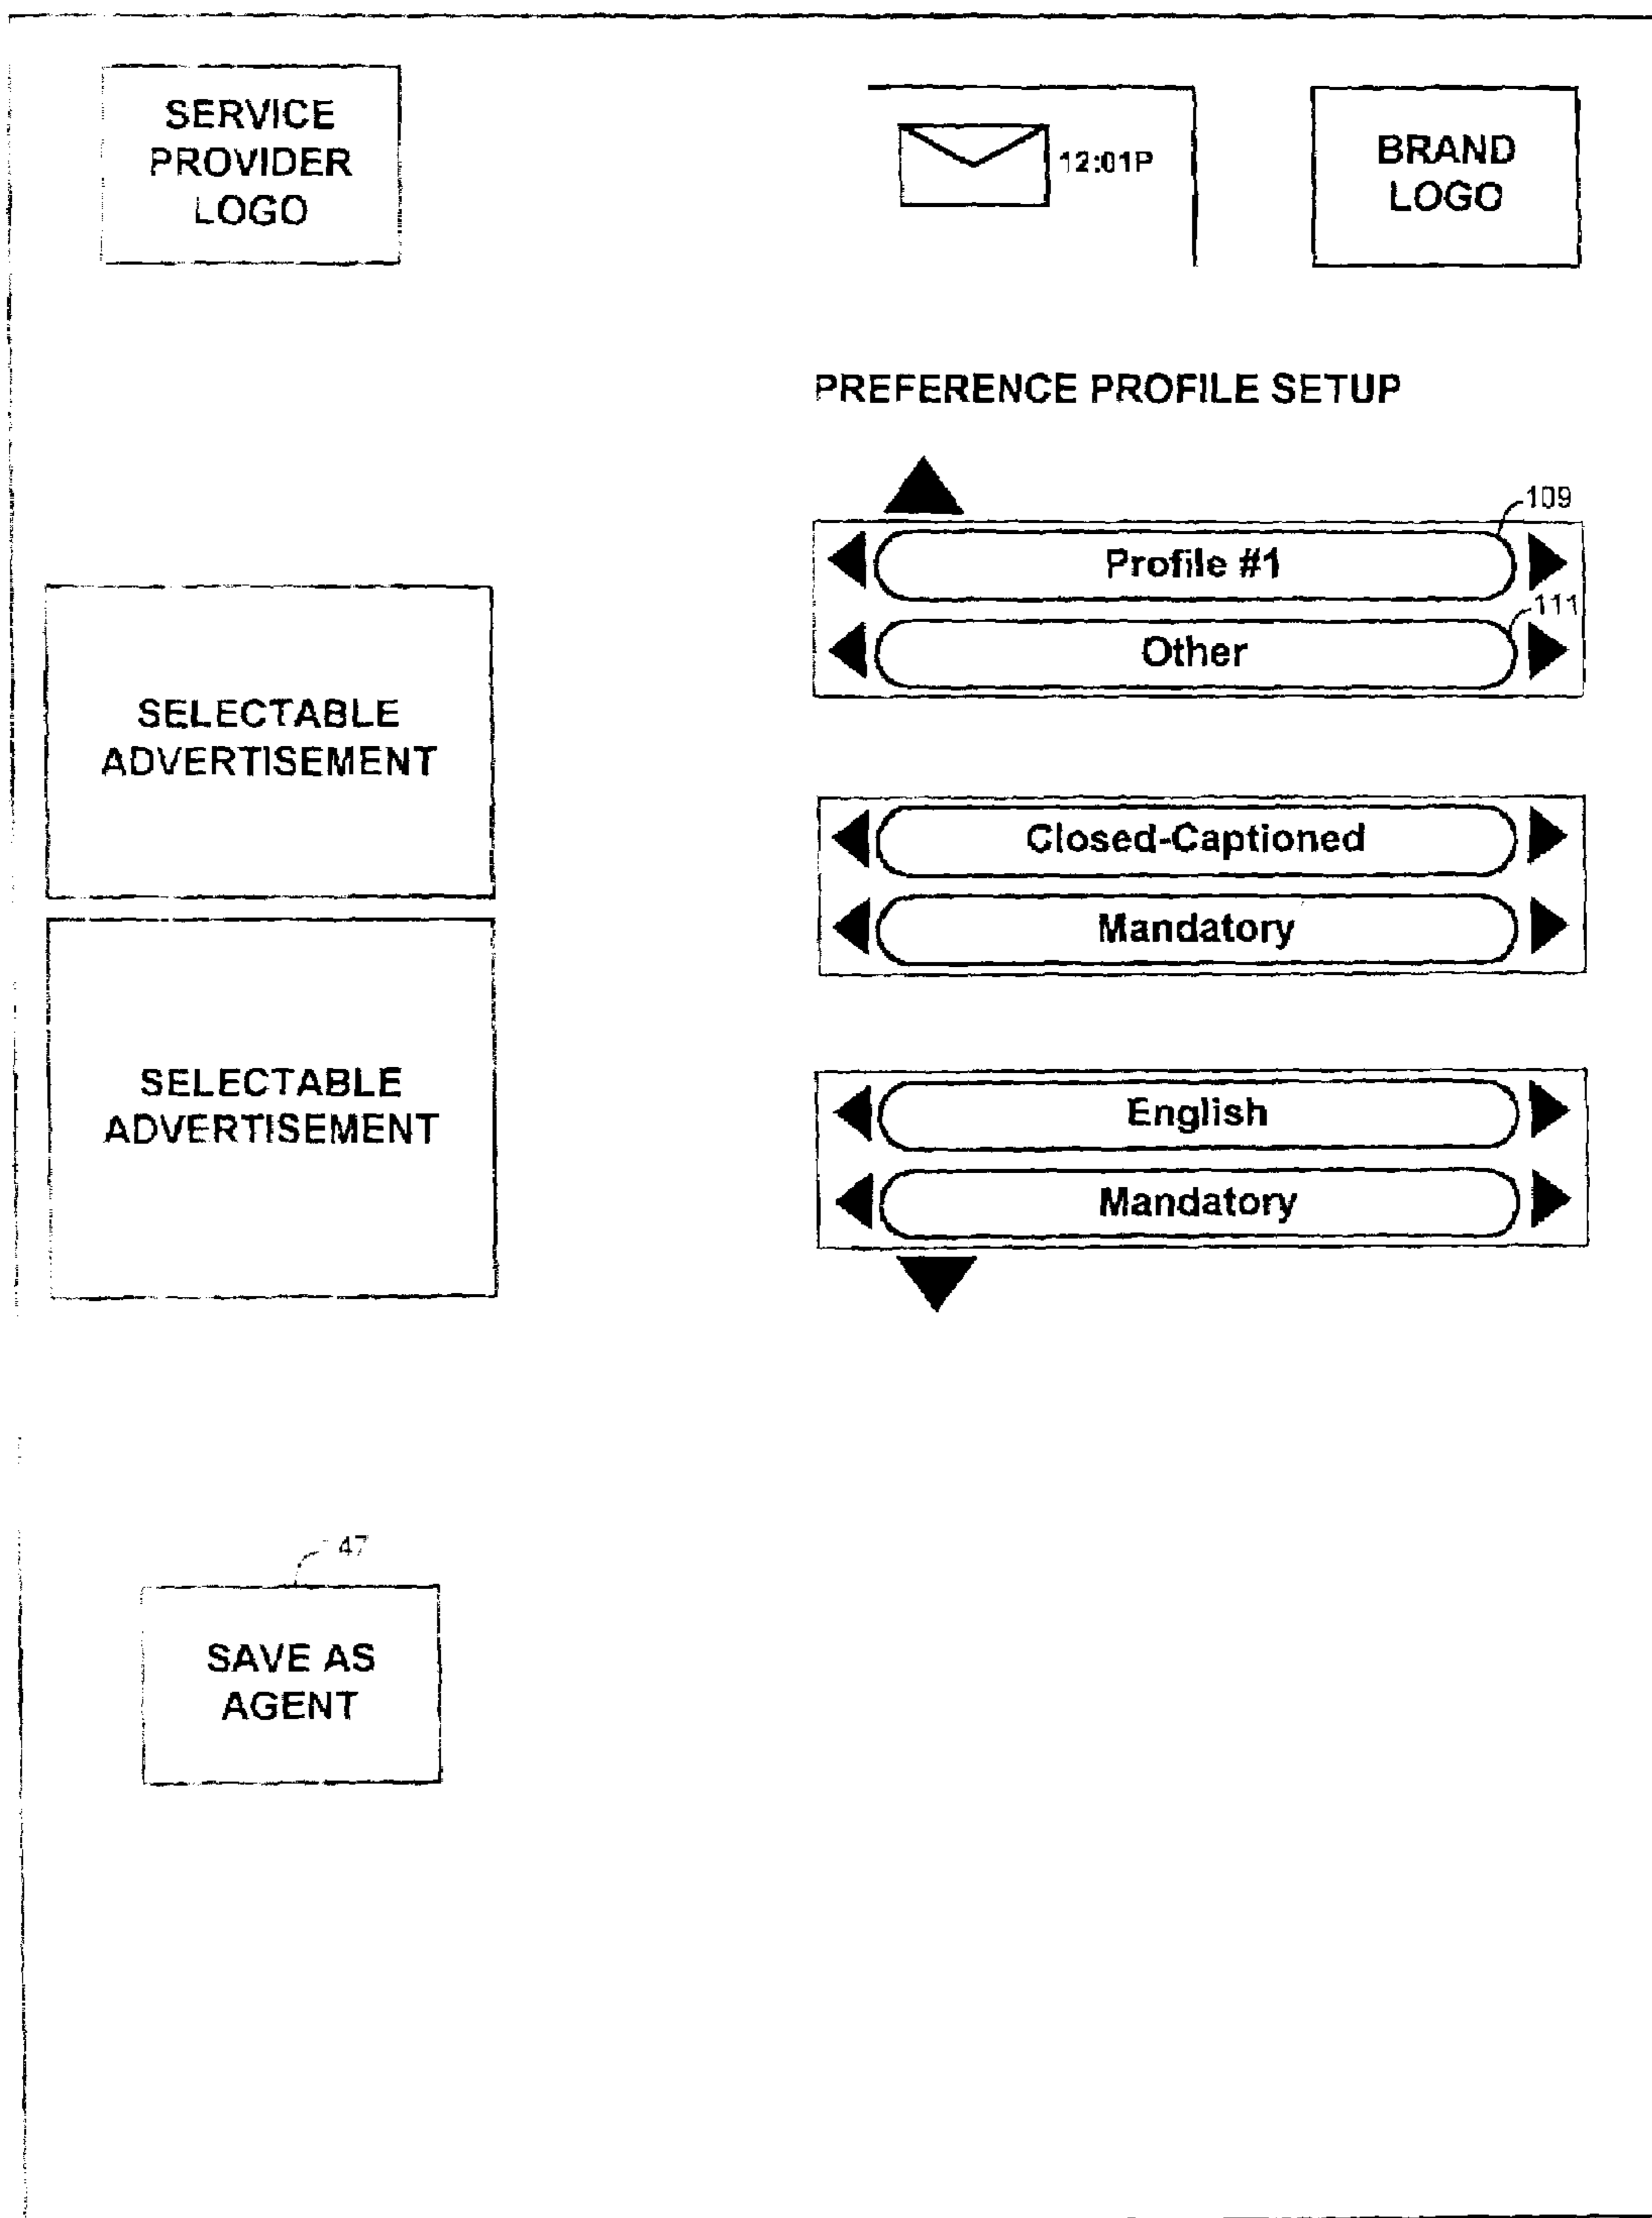 SERVICE
PROVIDER
LOGO
12:01P
BRAND
LOGO
PREFERENCE PROFILE SETUP
109
Profile #1
111
Other
SELECTABLE
ADVERTISEMENT
Closed-Captioned
Mandatory
SELECTABLE
ADVERTISEMENT
English
Mandatory
47
SAVE AS
AGENT